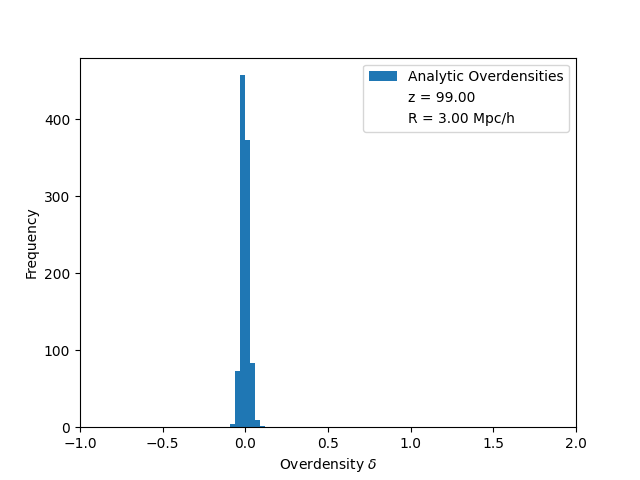 Analytic Overdensities
z = 99.00
R = 3.00 Mpc/h
Frequency
400
300
200
100
0
−1.0 −0.5 0.0 0.5 1.0 1.5 2.0
Overdensity δ